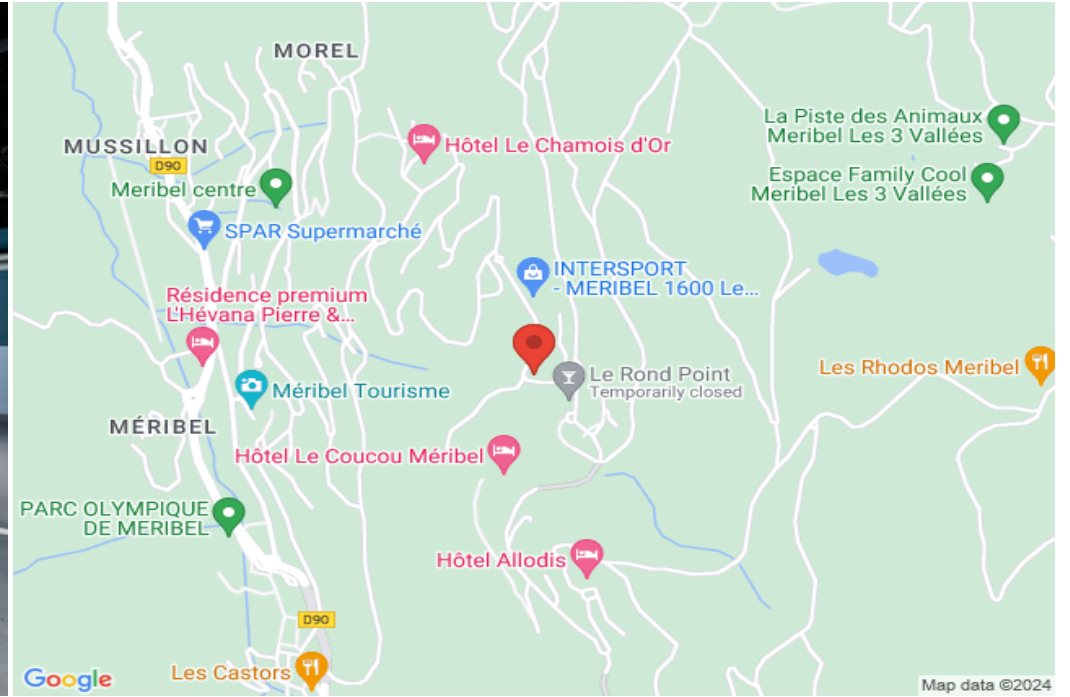 MOREL
La Piste des Animaux
Meribel Les 3 Vallées
Hôtel Le Chamois d'Or
MUSSILLON
D90
Espace Family Cool
Meribel Les 3 Vallées
Meribel centre
SPAR Supermarché
INTERSPORT
- MERIBEL 1600 Le...
Résidence premium
L'Hévana Pierre &...
Le Rond Point
Temporarily closed
Les Rhodos Meribel
Méribel Tourisme
MÉRIBEL
Hôtel Le Coucou Méribel
PARC OLYMPIQUE
DE MERIBEL
Hôtel Allodis
D90
Les Castors
Google
Map data ©2024